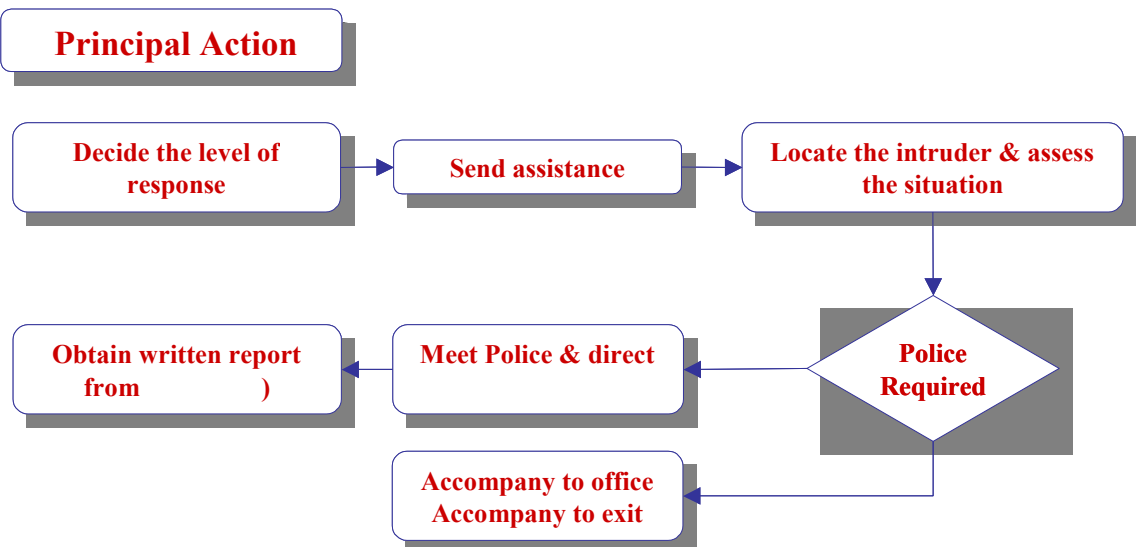 Principal Action
Decide the level of
response
Send assistance
Locate the intruder & assess
the situation
Police
Required
Meet Police & direct
Obtain written report
from )
Accompany to office
Accompany to exit